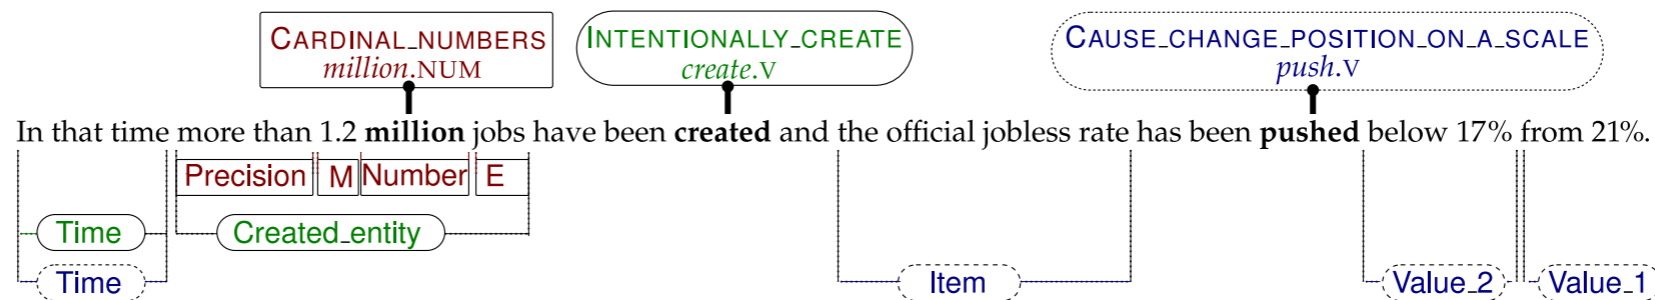 CARDINAL_NUMBERS INTENTIONALLY_CREATE CAUSE_CHANGE_POSITION_ON_A_SCALE
million.NUM create.V push.V
In that time more than 1.2 million jobs have been created and the official jobless rate has been pushed below 17% from 21%.
Precision M Number E
Time Created_entity
Time Item Value_2 Value_1